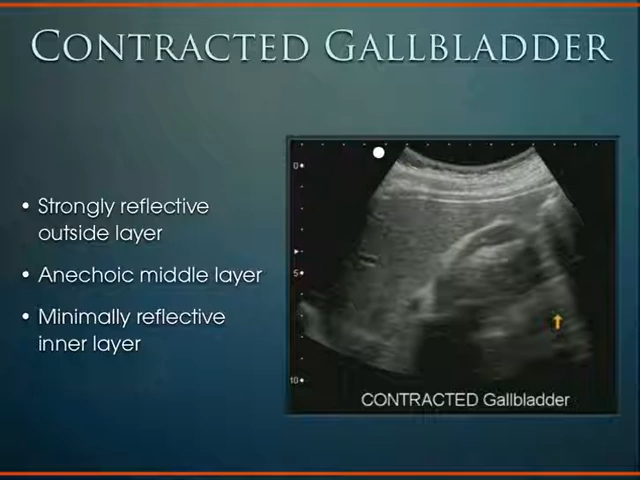 CONTRACTED GALLBLADDER
• Strongly reflective
outside layer
• Anechoic middle layer
• Minimally reflective
inner layer
0
5
10
CONTRACTED Gallbladder